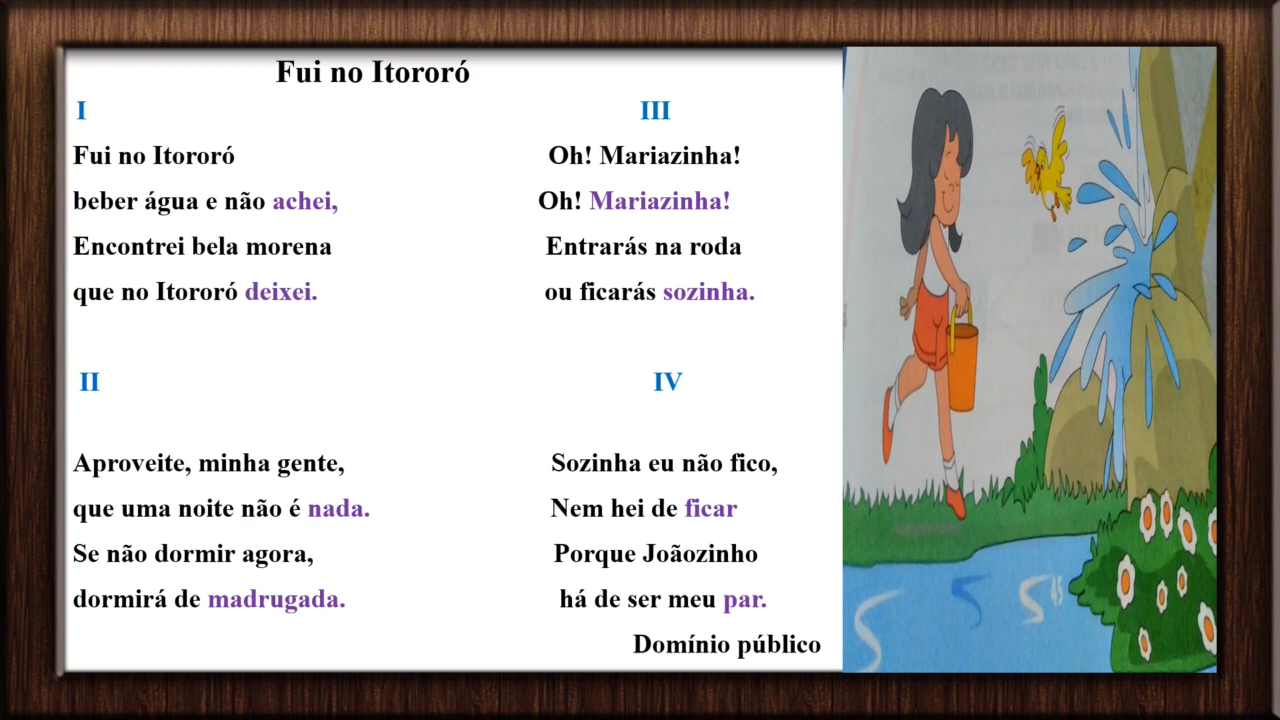 Fui no Itororó
I
Fui no Itororó
beber água e não achei,
Encontrei bela morena
que no Itororó deixei.
II
Aproveite, minha gente,
que uma noite não é nada.
Se não dormir agora,
dormirá de madrugada.
III
Oh! Mariazinha!
Oh! Mariazinha!
Entrarás na roda
ou ficarás sozinha.
IV
Sozinha eu não fico,
Nem hei de ficar
Porque Joãozinho
há de ser meu par.
Domínio público
45